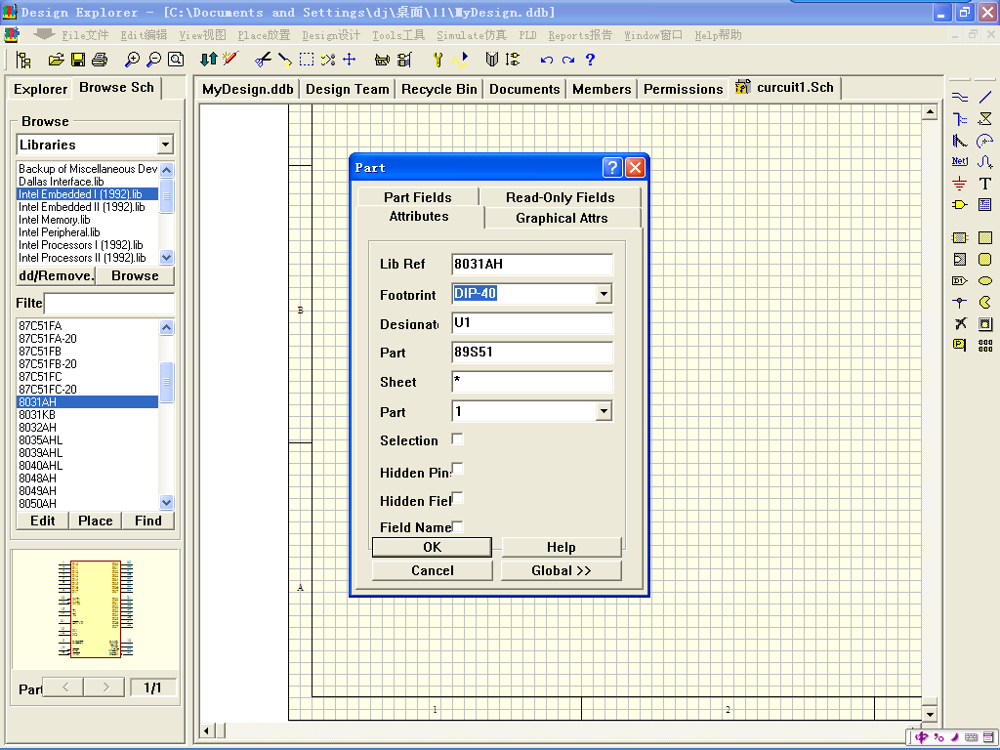 Design Explorer - [C:\Documents and Settings\dj\桌面\11\MyDesign.ddb]
File文件 Edit编辑 View视图 Place放置 Design设计 Tools工具 Simulate仿真 PLD Reports报告 Window窗口 Help帮助
Explorer Browse Sch
MyDesign.ddb Design Team Recycle Bin Documents Members Permissions curcuit1.Sch
Browse
Libraries
Backup of Miscellaneous Dev
Dallas Interface.lib
Intel Embedded I (1992).lib
Intel Embedded II (1992).lib
Intel Memory.lib
Intel Peripheral.lib
Intel Processors I (1992).lib
Intel Processors II (1992).lib
dd/Remove. Browse
Filte
87C51FA
87C51FA-20
87C51FB
87C51FB-20
87C51FC
87C51FC-20
8031AH
8031KB
8032AH
8035AHL
8039AHL
8040AHL
8048AH
8049AH
8050AH
Edit Place Find
Part < > 1/1
Part
Part Fields Read-Only Fields
Attributes Graphical Attrs
Lib Ref 8031AH
Footprint DIP-40
Designate U1
Part 89S51
Sheet *
Part 1
Selection
Hidden Pins
Hidden Fiel
Field Name
OK Help
Cancel Global >>
B
A
1 2
Net1
D1
T
P
中